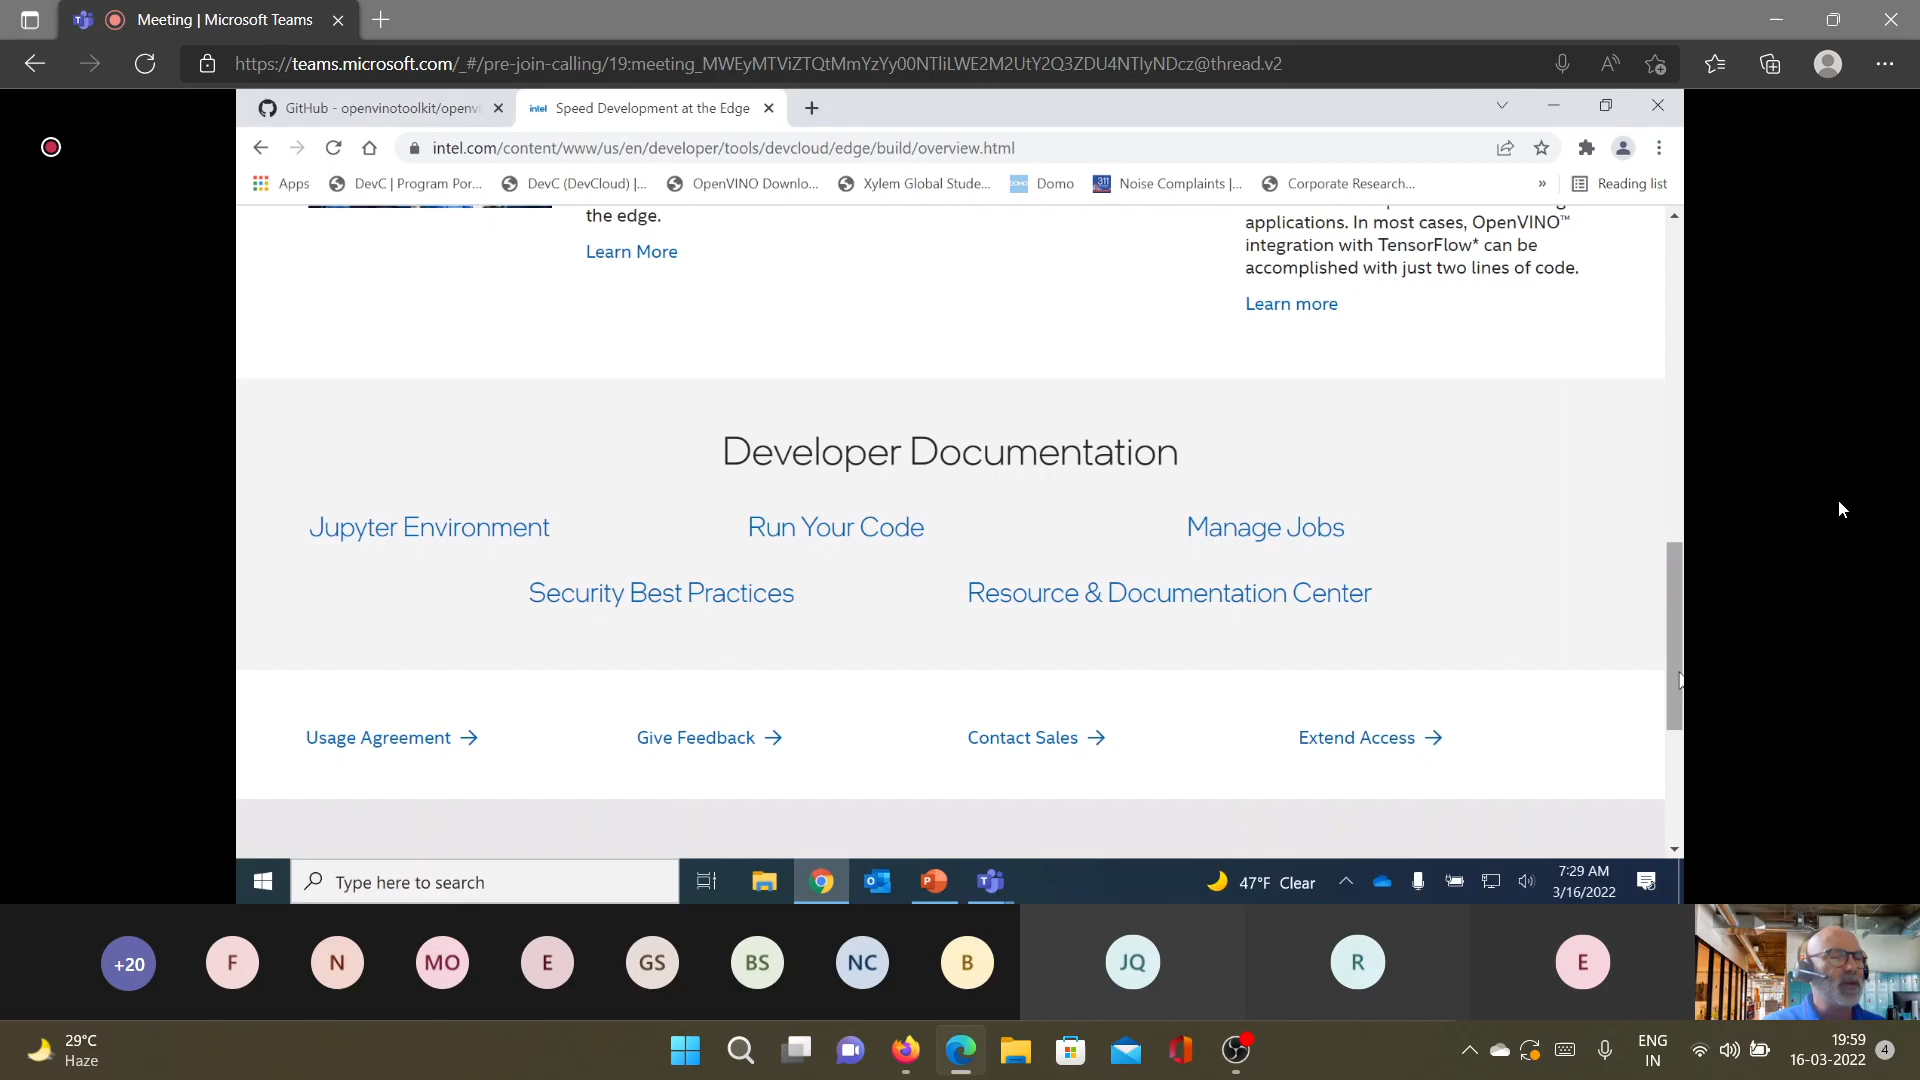 Meeting | Microsoft Teams
https://teams.microsoft.com/_#/pre-join-calling/19:meeting_MWEyMTViZTQtMmYzYy00NTliLWE2M2UtY2Q3ZDU4NTIyNDcz@thread.v2
GitHub - openvinotoolkit/openvi
intel Speed Development at the Edge
intel.com/content/www/us/en/developer/tools/devcloud/edge/build/overview.html
Apps DevC | Program Por... DevC (DevCloud) |... OpenVINO Downlo... Xylem Global Stude... DOMO Domo 311 Noise Complaints |... Corporate Research... » Reading list
the edge.
Learn More
applications. In most cases, OpenVINO™
integration with TensorFlow* can be
accomplished with just two lines of code.
Learn more
Developer Documentation
Jupyter Environment Run Your Code Manage Jobs
Security Best Practices Resource & Documentation Center
Usage Agreement → Give Feedback → Contact Sales → Extend Access →
Type here to search
47°F Clear
7:29 AM
3/16/2022
+20 F N MO E GS BS NC B JQ R E
29°C
Haze
ENG
IN
19:59
16-03-2022
4